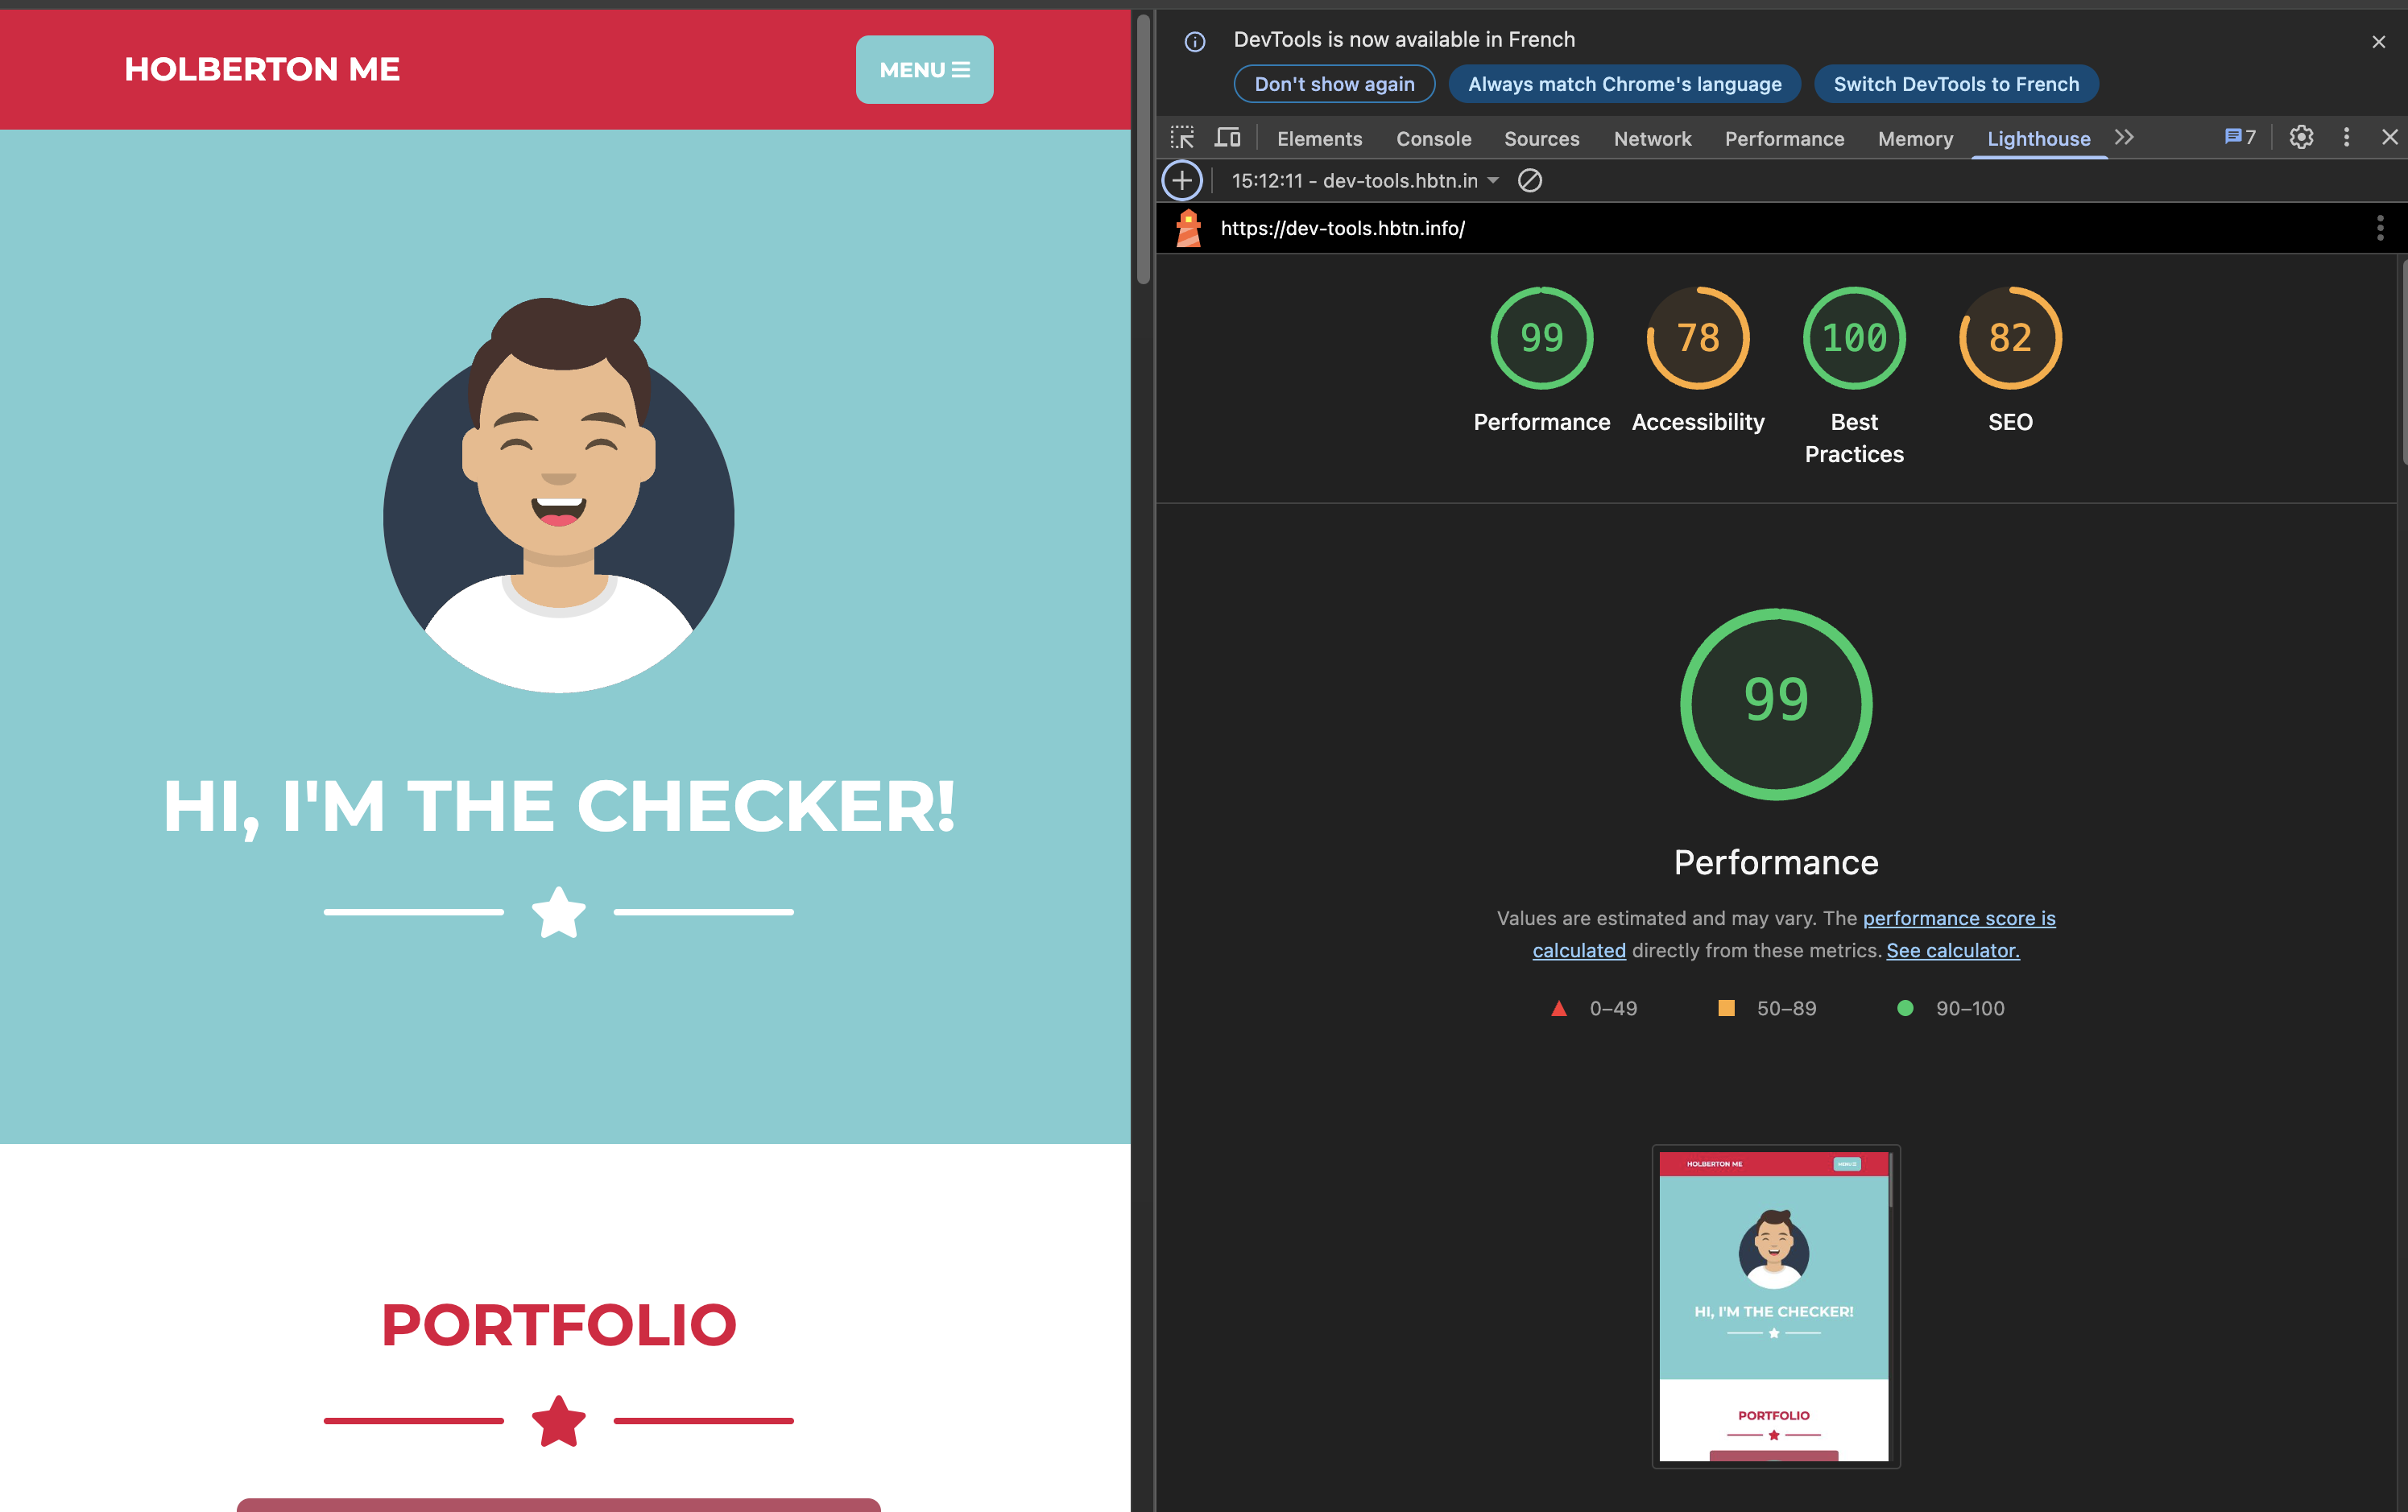 HOLBERTON ME
MENU
HI, I'M THE CHECKER!
PORTFOLIO
DevTools is now available in French
Don't show again
Always match Chrome's language
Switch DevTools to French
Elements
Console
Sources
Network
Performance
Memory
Lighthouse
7
15:12:11 - dev-tools.hbtn.in
https://dev-tools.hbtn.info/
99
Performance
78
Accessibility
100
Best
Practices
82
SEO
99
Performance
Values are estimated and may vary. The performance score is
calculated directly from these metrics. See calculator.
0–49
50–89
90–100
HOLBERTON ME
HI, I'M THE CHECKER!
PORTFOLIO